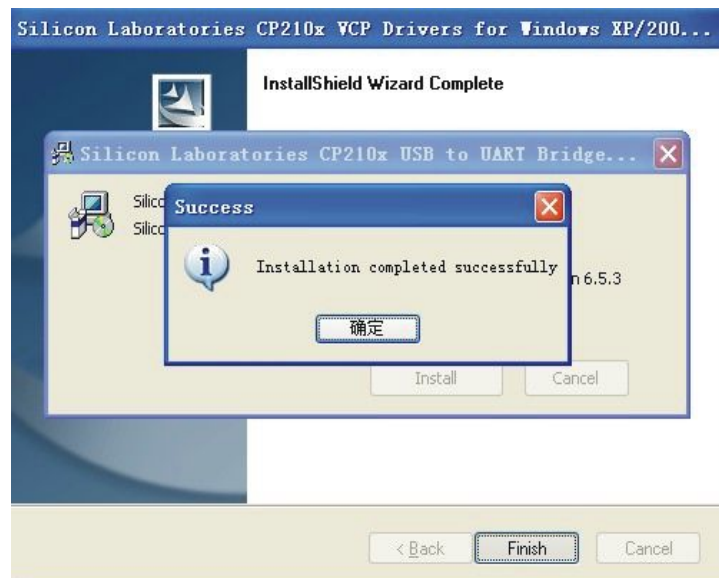 Silicon Laboratories CP210x VCP Drivers for Windows XP/200...
InstallShield Wizard Complete
Silicon Laboratories CP210x USB to UART Bridge...
Success
Installation completed successfully
6.5.3
确定
Install
Cancel
< Back
Finish
Cancel